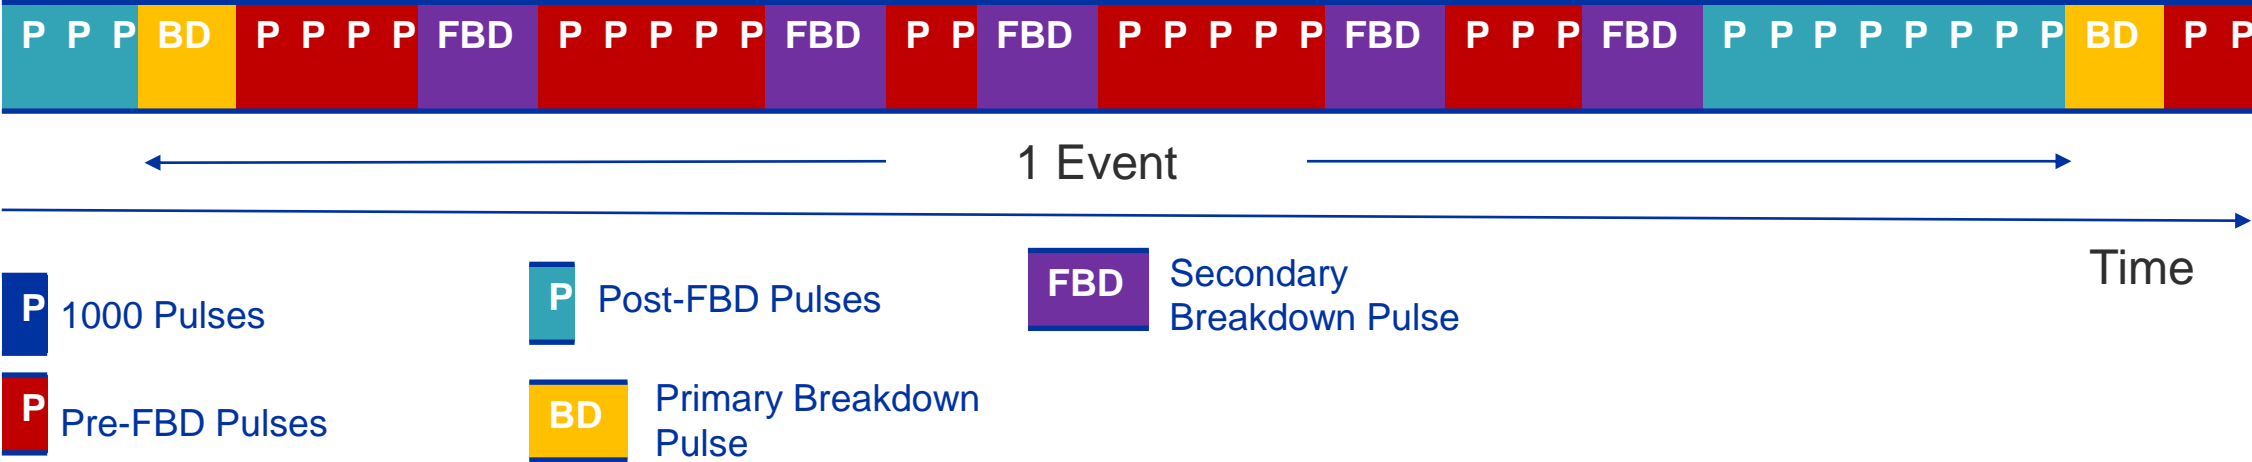 P P P BD P P P P FBD P P P P P FBD P P FBD P P P P P FBD P P P FBD P P P P P P P P BD P P
1 Event
Time
P 1000 Pulses
P Pre-FBD Pulses
P Post-FBD Pulses
BD Primary Breakdown
Pulse
FBD Secondary
Breakdown Pulse